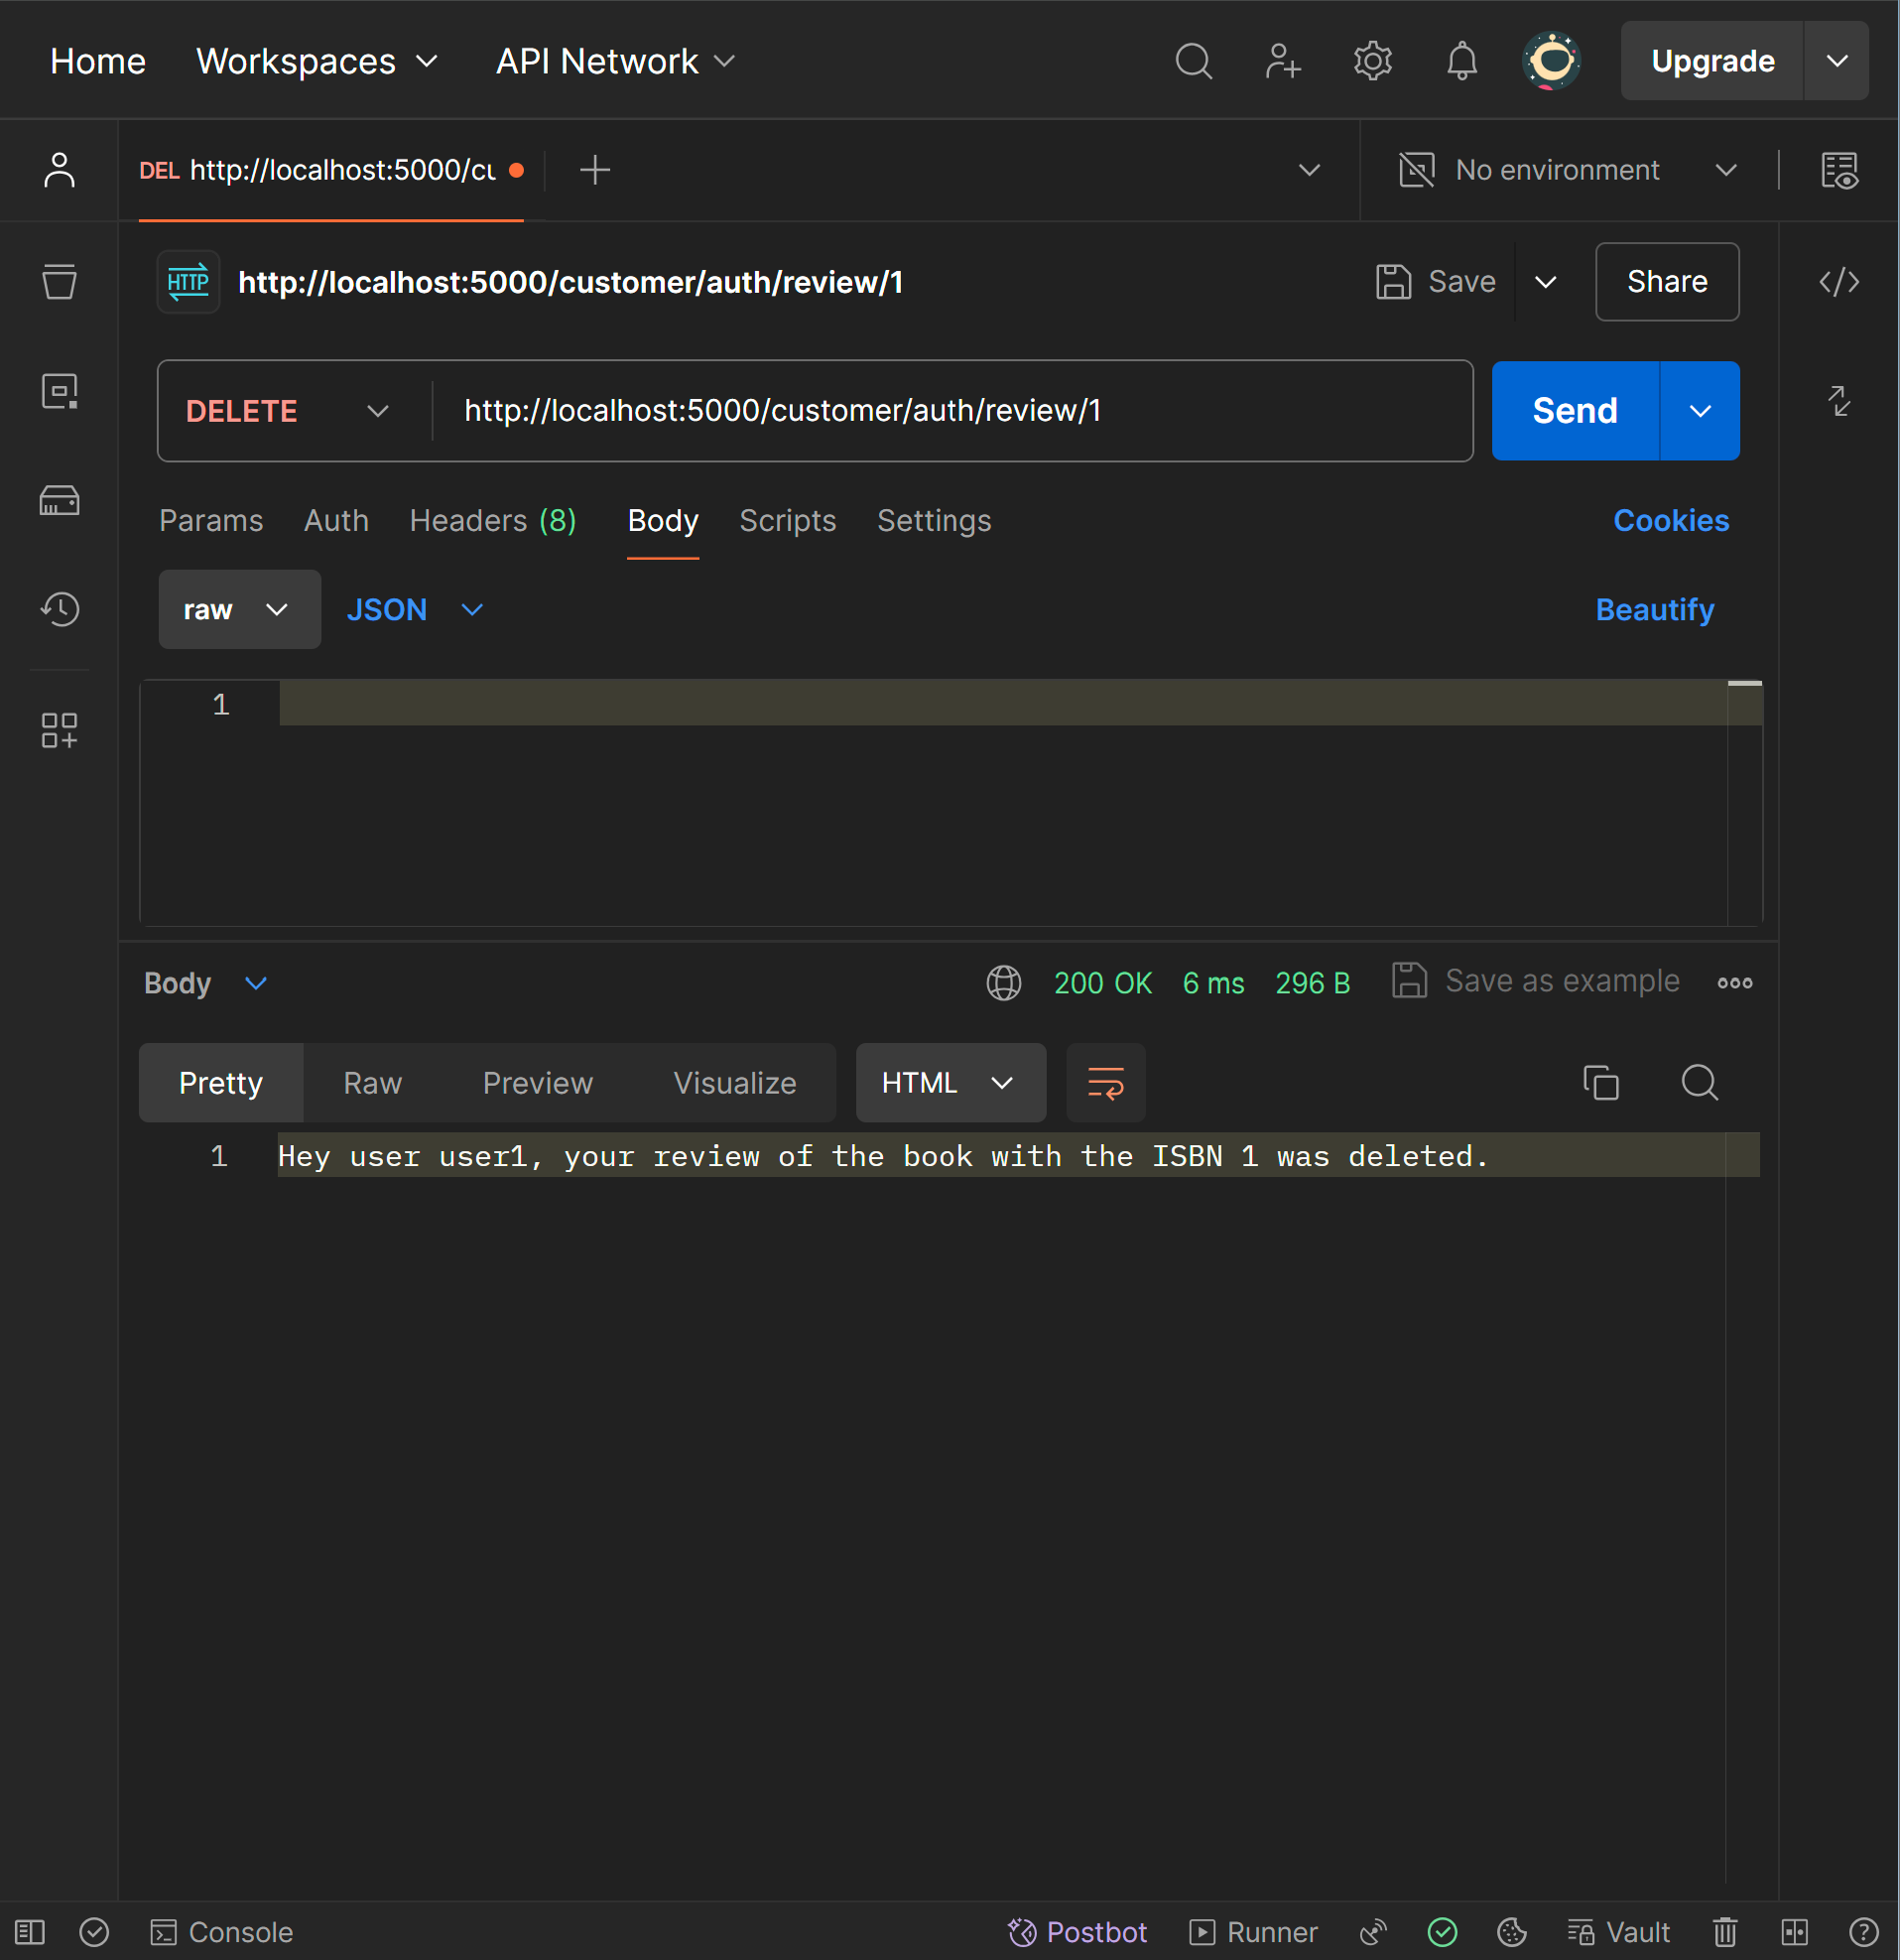 Home Workspaces API Network Upgrade
DEL http://localhost:5000/cu No environment
HTTP http://localhost:5000/customer/auth/review/1 Save Share
DELETE http://localhost:5000/customer/auth/review/1 Send
Params Auth Headers (8) Body Scripts Settings Cookies
raw JSON Beautify
1
Body 200 OK 6 ms 296 B Save as example
Pretty Raw Preview Visualize HTML
1 Hey user user1, your review of the book with the ISBN 1 was deleted.
Console Postbot Runner Vault